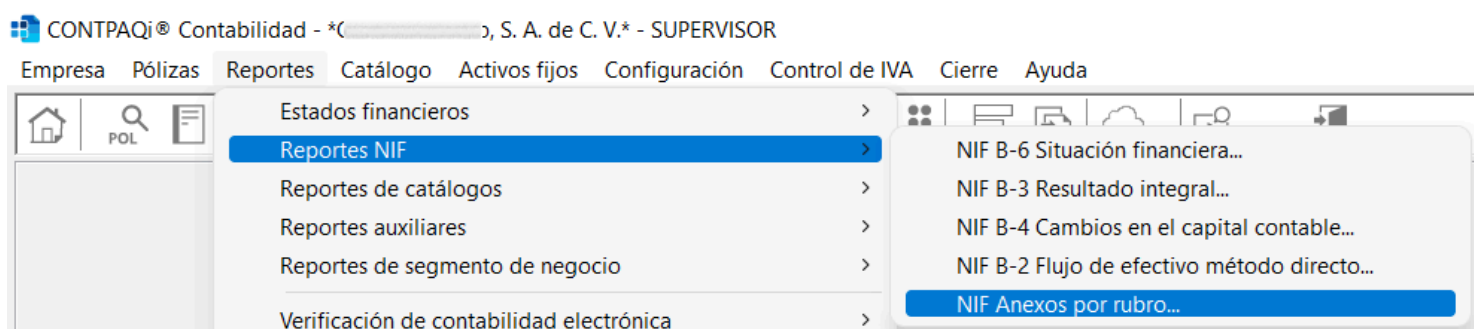 CONTPAQi® Contabilidad - *C o, S. A. de C. V.* - SUPERVISOR
Empresa Pólizas Reportes Catálogo Activos fijos Configuración Control de IVA Cierre Ayuda
POL
Estados financieros
Reportes NIF
Reportes de catálogos
Reportes auxiliares
Reportes de segmento de negocio
Verificación de contabilidad electrónica
NIF B-6 Situación financiera...
NIF B-3 Resultado integral...
NIF B-4 Cambios en el capital contable...
NIF B-2 Flujo de efectivo método directo...
NIF Anexos por rubro...